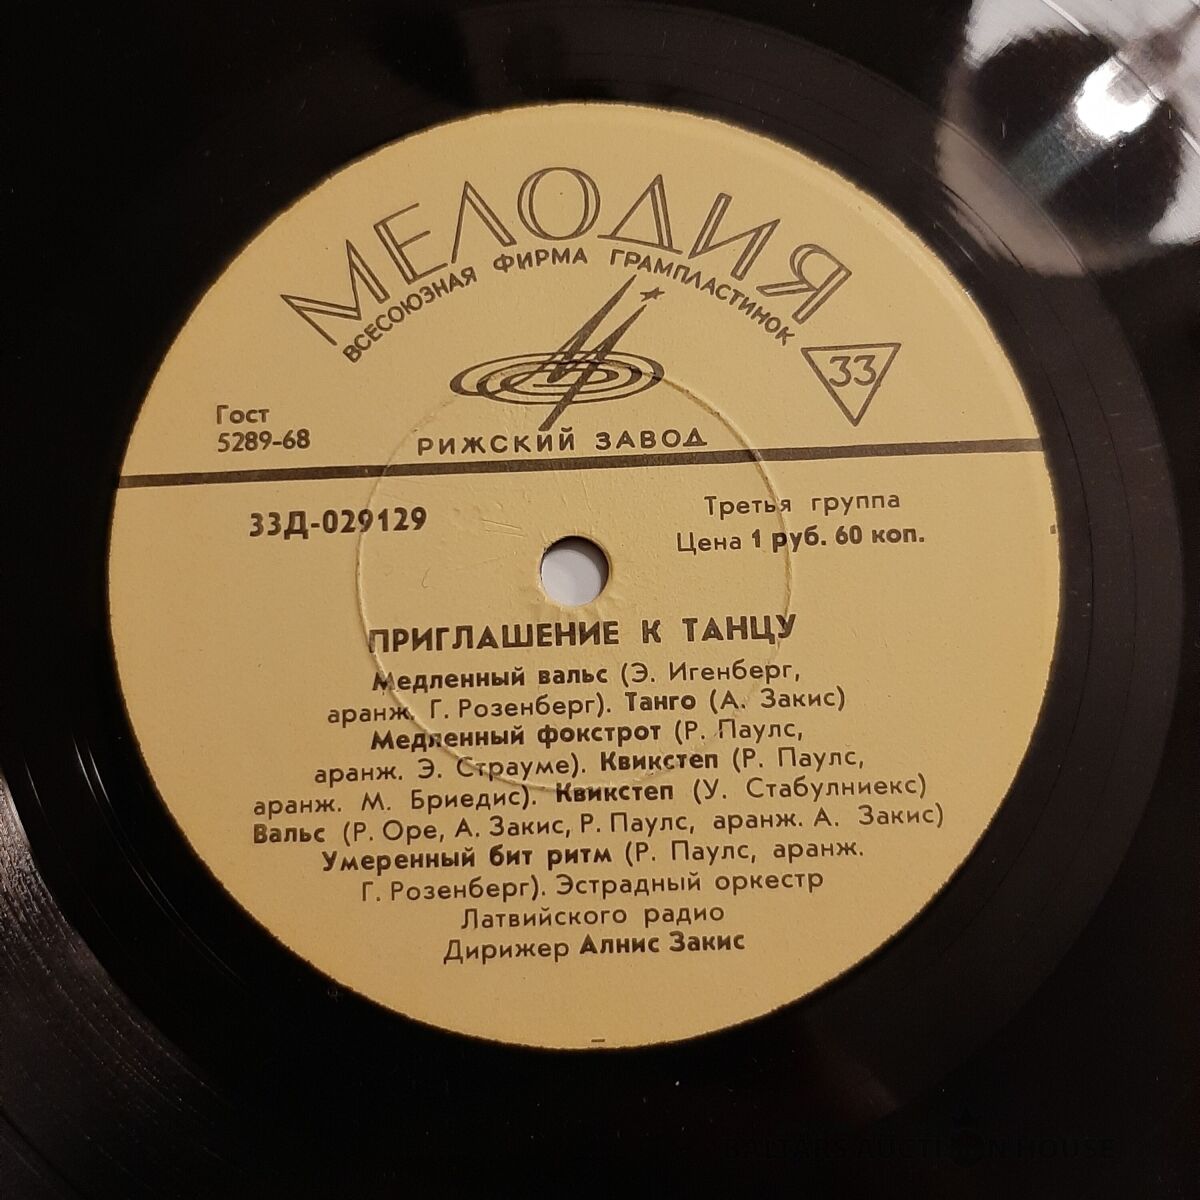 МЕЛОДИЯ
ВСЕСОЮЗНАЯ ФИРМА ГРАМПЛАСТИНОК
33
Гост
5289-68
РИЖСКИЙ ЗАВОД
33Д-029129
Третья группа
Цена 1 руб. 60 коп.
ПРИГЛАШЕНИЕ К ТАНЦУ
Медленный вальс (Э. Игенберг,
аранж. Г. Розенберг). Танго (А. Закис)
Медленный фокстрот (Р. Паулс,
аранж. Э. Страуме). Квикстеп (Р. Паулс,
аранж. М. Бриедис). Квикстеп (У. Стабулниекс)
Вальс (Р. Оре, А. Закис, Р. Паулс, аранж. А. Закис)
Умеренный бит ритм (Р. Паулс, аранж.
Г. Розенберг). Эстрадный оркестр
Латвийского радио
Дирижер Алнис Закис
BALTARS AUCTION HOUSE